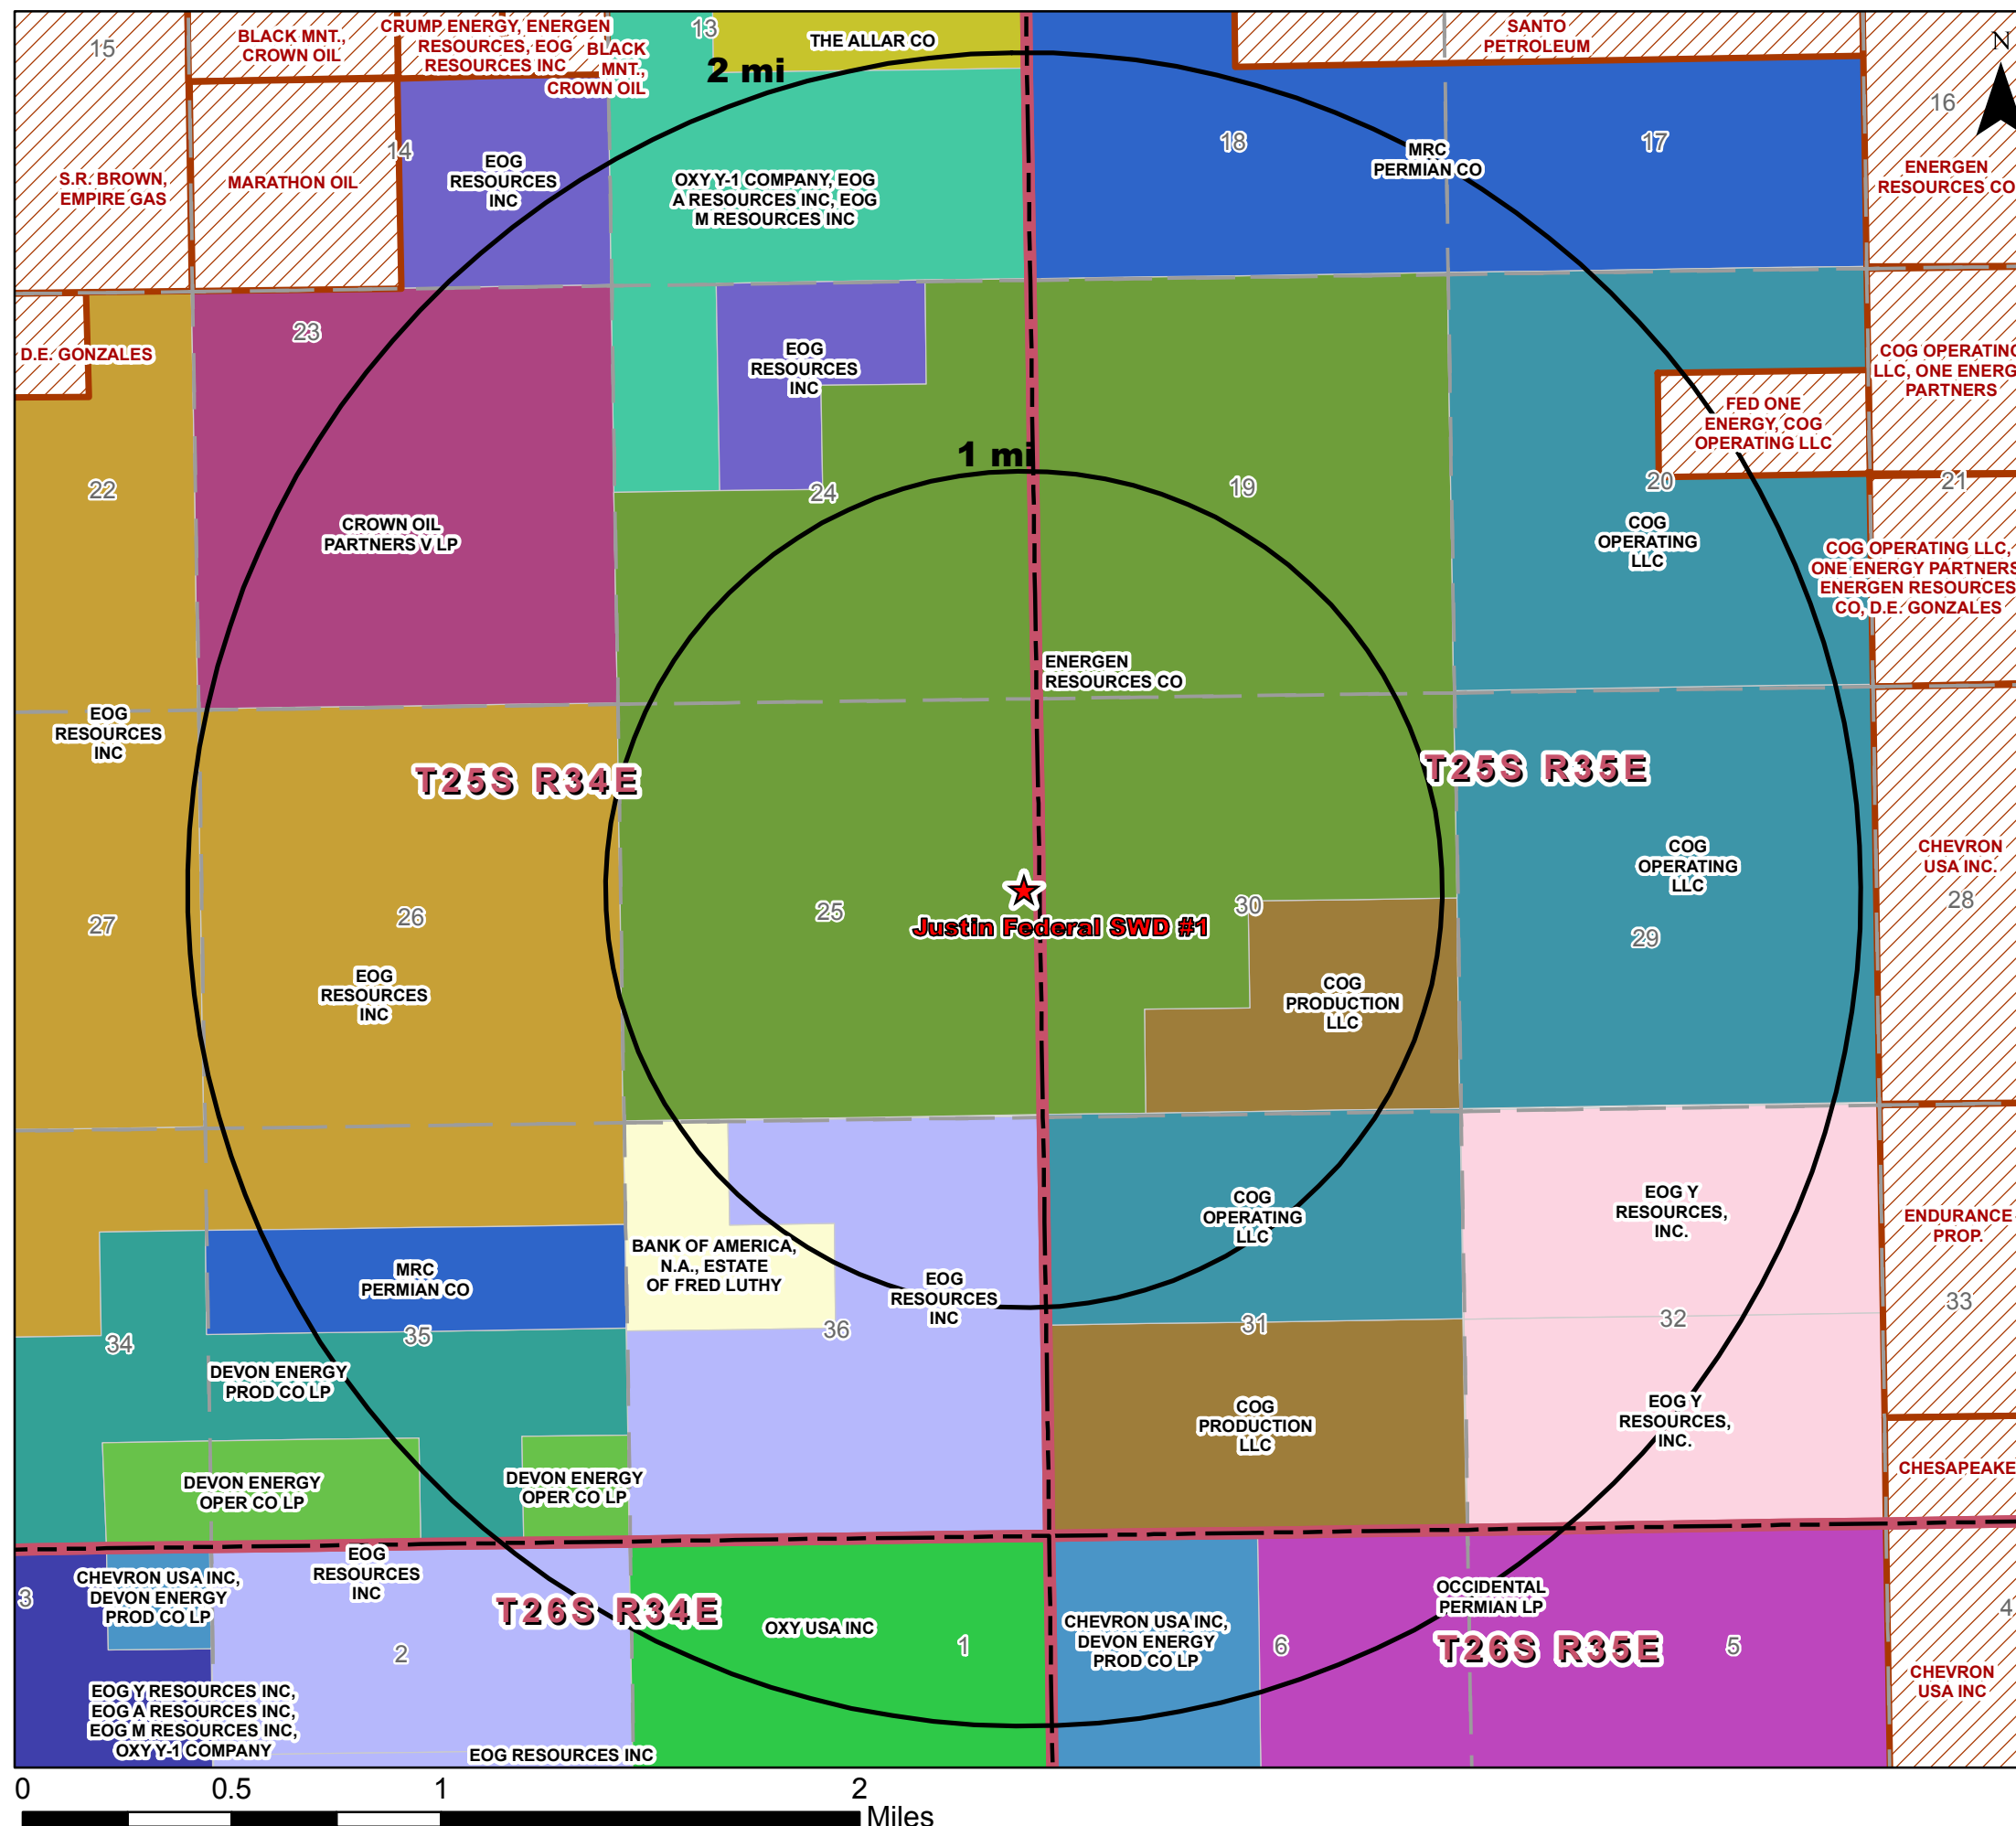 15
BLACK MNT.,
CROWN OIL
CRUMP ENERGY, ENERGEN
RESOURCES, EOG
RESOURCES INC
BLACK
MNT.,
CROWN OIL
13
THE ALLAR CO
SANTO
PETROLEUM
N
2 mi
16
14
18
17
S.R. BROWN,
EMPIRE GAS
MARATHON OIL
EOG
RESOURCES
INC
OXY Y-1 COMPANY, EOG
A RESOURCES INC, EOG
M RESOURCES INC
MRC
PERMIAN CO
ENERGEN
RESOURCES CO
23
D.E. GONZALES
EOG
RESOURCES
INC
COG OPERATING
LLC, ONE ENERG
PARTNERS
FED ONE
ENERGY, COG
OPERATING LLC
1 mi
22
24
19
20
21
CROWN OIL
PARTNERS V LP
COG
OPERATING
LLC
COG OPERATING LLC,
ONE ENERGY PARTNERS
ENERGEN RESOURCES
CO, D.E. GONZALES
ENERGEN
RESOURCES CO
EOG
RESOURCES
INC
T25S R34E
T25S R35E
COG
OPERATING
LLC
CHEVRON
USA INC.
27
26
25
30
29
28
Justin Federal SWD #1
EOG
RESOURCES
INC
COG
PRODUCTION
LLC
COG
OPERATING
LLC
EOG Y
RESOURCES,
INC.
ENDURANCE
PROP.
BANK OF AMERICA,
N.A., ESTATE
OF FRED LUTHY
MRC
PERMIAN CO
EOG
RESOURCES
INC
34
35
36
31
32
33
DEVON ENERGY
PROD CO LP
COG
PRODUCTION
LLC
EOG Y
RESOURCES,
INC.
CHESAPEAKE
DEVON ENERGY
OPER CO LP
DEVON ENERGY
OPER CO LP
3
CHEVRON USA INC,
DEVON ENERGY
PROD CO LP
EOG
RESOURCES
INC
T26S R34E
OXY USA INC
CHEVRON USA INC,
DEVON ENERGY
PROD CO LP
OCCIDENTAL
PERMIAN LP
T26S R35E
4
2
1
6
5
CHEVRON
USA INC
EOG Y RESOURCES INC,
EOG A RESOURCES INC,
EOG M RESOURCES INC,
OXY Y-1 COMPANY
EOG RESOURCES INC
0 0.5 1 2
Miles